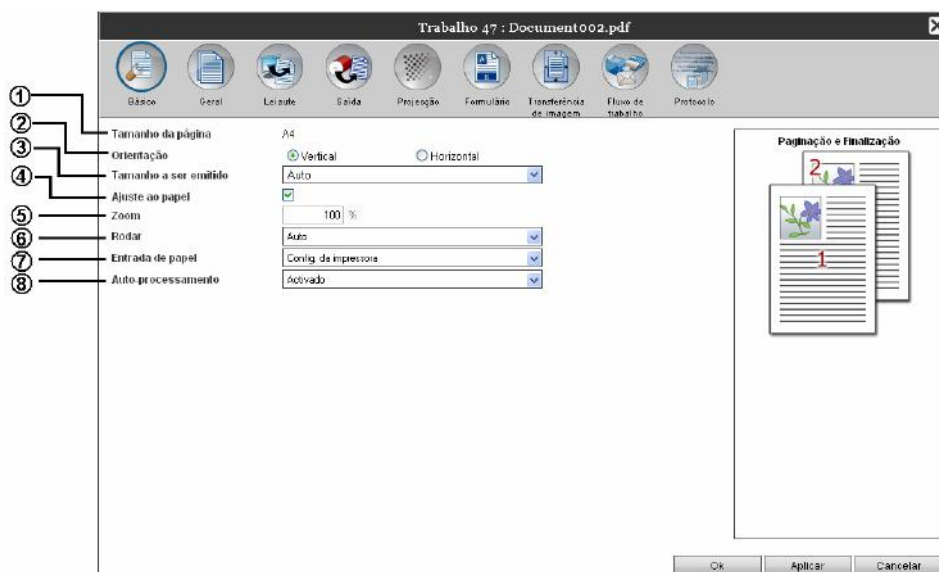 Trabalho 47 : Document002.pdf
Básico Geral Leiaute Saída Projecção Formulário Transferência de imagem Fluxo de trabalho Protocolo
1 Tamanho da página A4
2 Orientação Vertical Horizontal
3 Tamanho a ser emitido Auto
4 Ajuste ao papel
5 Zoom 100 %
6 Rodar Auto
7 Entrada de papel Config. da impressora
8 Auto-processamento Activado
Paginação e Finalização
2
1
Ok Aplicar Cancelar